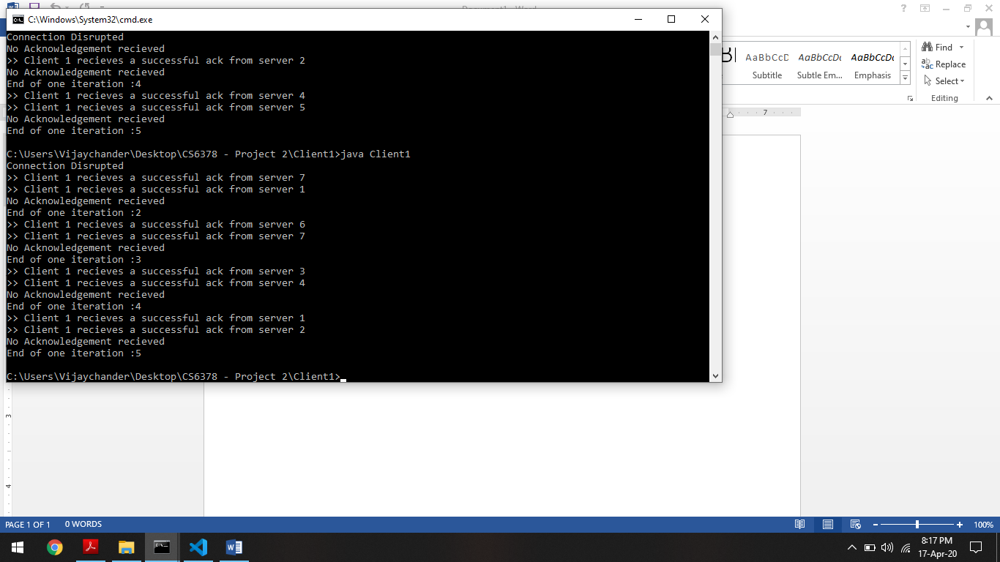 C:\Windows\System32\cmd.exe
Connection Disrupted
No Acknowledgement recieved
>> Client 1 recieves a successful ack from server 2
No Acknowledgement recieved
End of one iteration :4
>> Client 1 recieves a successful ack from server 4
>> Client 1 recieves a successful ack from server 5
No Acknowledgement recieved
End of one iteration :5
C:\Users\Vijaychander\Desktop\CS6378 - Project 2\Client1>java Client1
Connection Disrupted
>> Client 1 recieves a successful ack from server 7
>> Client 1 recieves a successful ack from server 1
No Acknowledgement recieved
End of one iteration :2
>> Client 1 recieves a successful ack from server 6
>> Client 1 recieves a successful ack from server 7
No Acknowledgement recieved
End of one iteration :3
>> Client 1 recieves a successful ack from server 3
>> Client 1 recieves a successful ack from server 4
No Acknowledgement recieved
End of one iteration :4
>> Client 1 recieves a successful ack from server 1
>> Client 1 recieves a successful ack from server 2
No Acknowledgement recieved
End of one iteration :5
C:\Users\Vijaychander\Desktop\CS6378 - Project 2\Client1>
AaBbCcD AaBbCcDc AaBbCcDc
Subtitle Subtle Em... Emphasis
Find
Replace
Select
Editing
7
3
4
PAGE 1 OF 1 0 WORDS
100%
8:17 PM
17-Apr-20